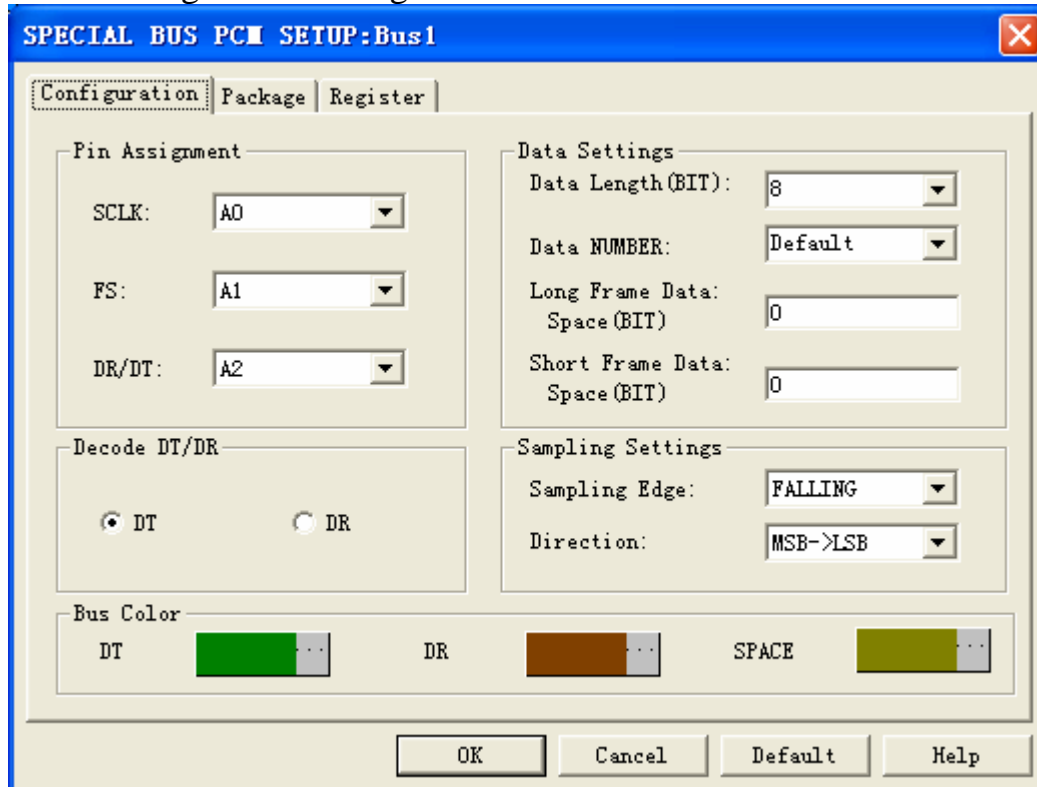 SPECIAL BUS PCM SETUP:Bus1
Configuration Package Register
Pin Assignment
SCLK: A0
FS: A1
DR/DT: A2
Data Settings
Data Length(BIT): 8
Data NUMBER: Default
Long Frame Data:
Space(BIT) 0
Short Frame Data:
Space(BIT) 0
Decode DT/DR
DT DR
Sampling Settings
Sampling Edge: FALLING
Direction: MSB->LSB
Bus Color
DT ... DR ... SPACE ...
OK Cancel Default Help